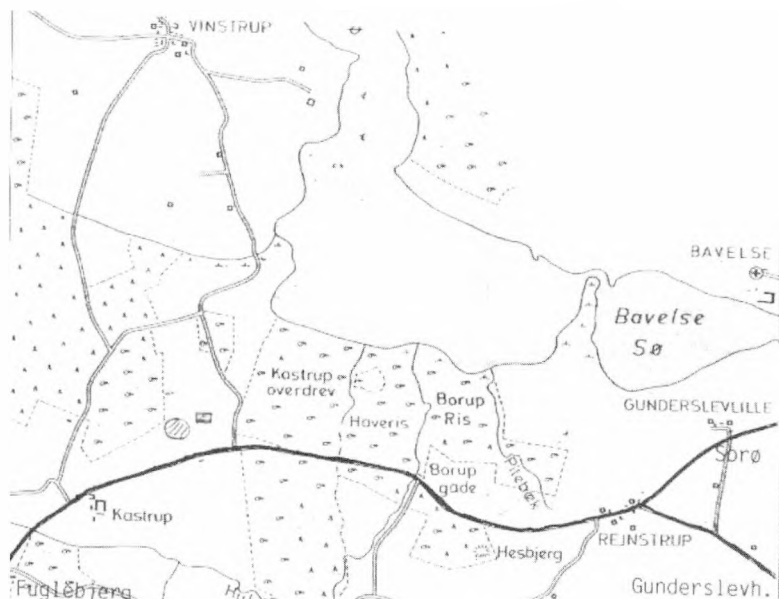 VINSTRUP
BAVELSE
Bavelse
Sø
Kastrup
overdrev
Haveris
Borup
Ris
GUNDERSLEVLILLE
Sorø
Borup
gade
Kastrup
Hesbjerg
REJNSTRUP
Fuglebjerg
Gunderslevh.